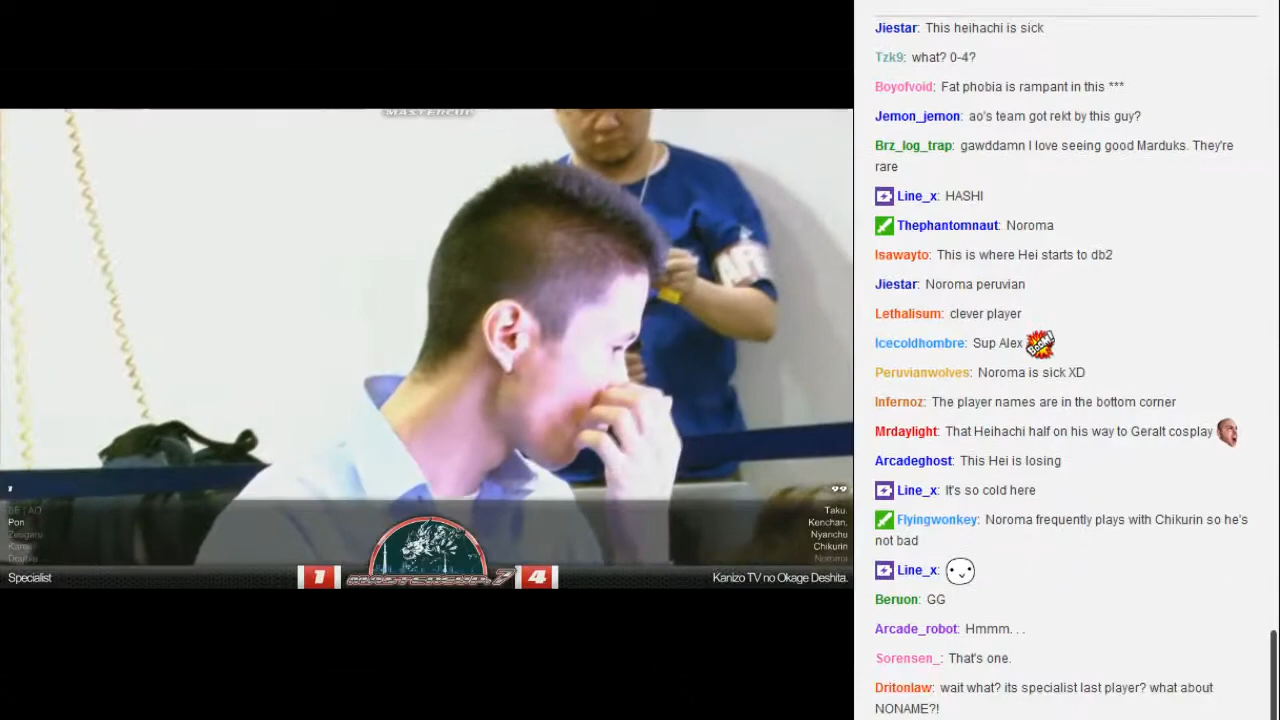 MASTERCUP
Pon
Specialist
1
MASTERCUP.7
4
Taku.
Kenchan.
Nyanchu
Chikurin
Noroma
Kanizo TV no Okage Deshita.
Jiestar: This heihachi is sick
Tzk9: what? 0-4?
Boyofvoid: Fat phobia is rampant in this ***
Jemon_jemon: ao's team got rekt by this guy?
Brz_log_trap: gawddamn I love seeing good Marduks. They're
rare
Line_x: HASHI
Thephantomnaut: Noroma
Isawayto: This is where Hei starts to db2
Jiestar: Noroma peruvian
Lethalisum: clever player
Icecoldhombre: Sup Alex BOOM!
Peruvianwolves: Noroma is sick XD
Infernoz: The player names are in the bottom corner
Mrdaylight: That Heihachi half on his way to Geralt cosplay
Arcadeghost: This Hei is losing
Line_x: It's so cold here
Flyingwonkey: Noroma frequently plays with Chikurin so he's
not bad
Line_x:
Beruon: GG
Arcade_robot: Hmmm. . .
Sorensen_: That's one.
Dritonlaw: wait what? its specialist last player? what about
NONAME?!